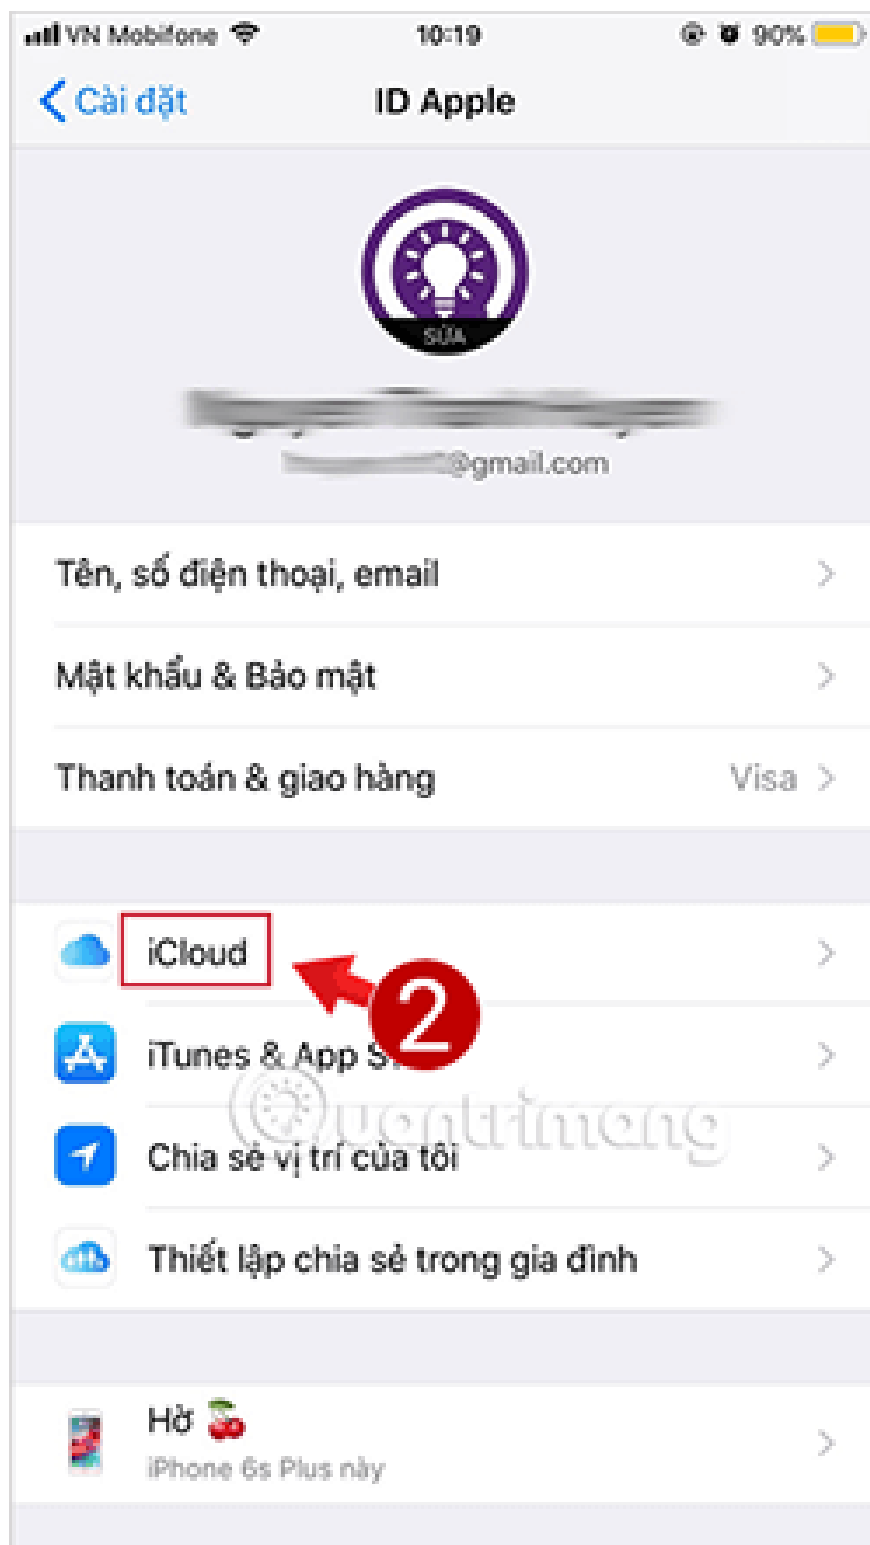 VN Mobifone 10:19 90%
Cài đặt ID Apple
SỬA
@gmail.com
Tên, số điện thoại, email
Mật khẩu & Bảo mật
Thanh toán & giao hàng Visa
iCloud
2
iTunes & App S
Quantrimang
Chia sẻ vị trí của tôi
Thiết lập chia sẻ trong gia đình
Hờ
iPhone 6s Plus này